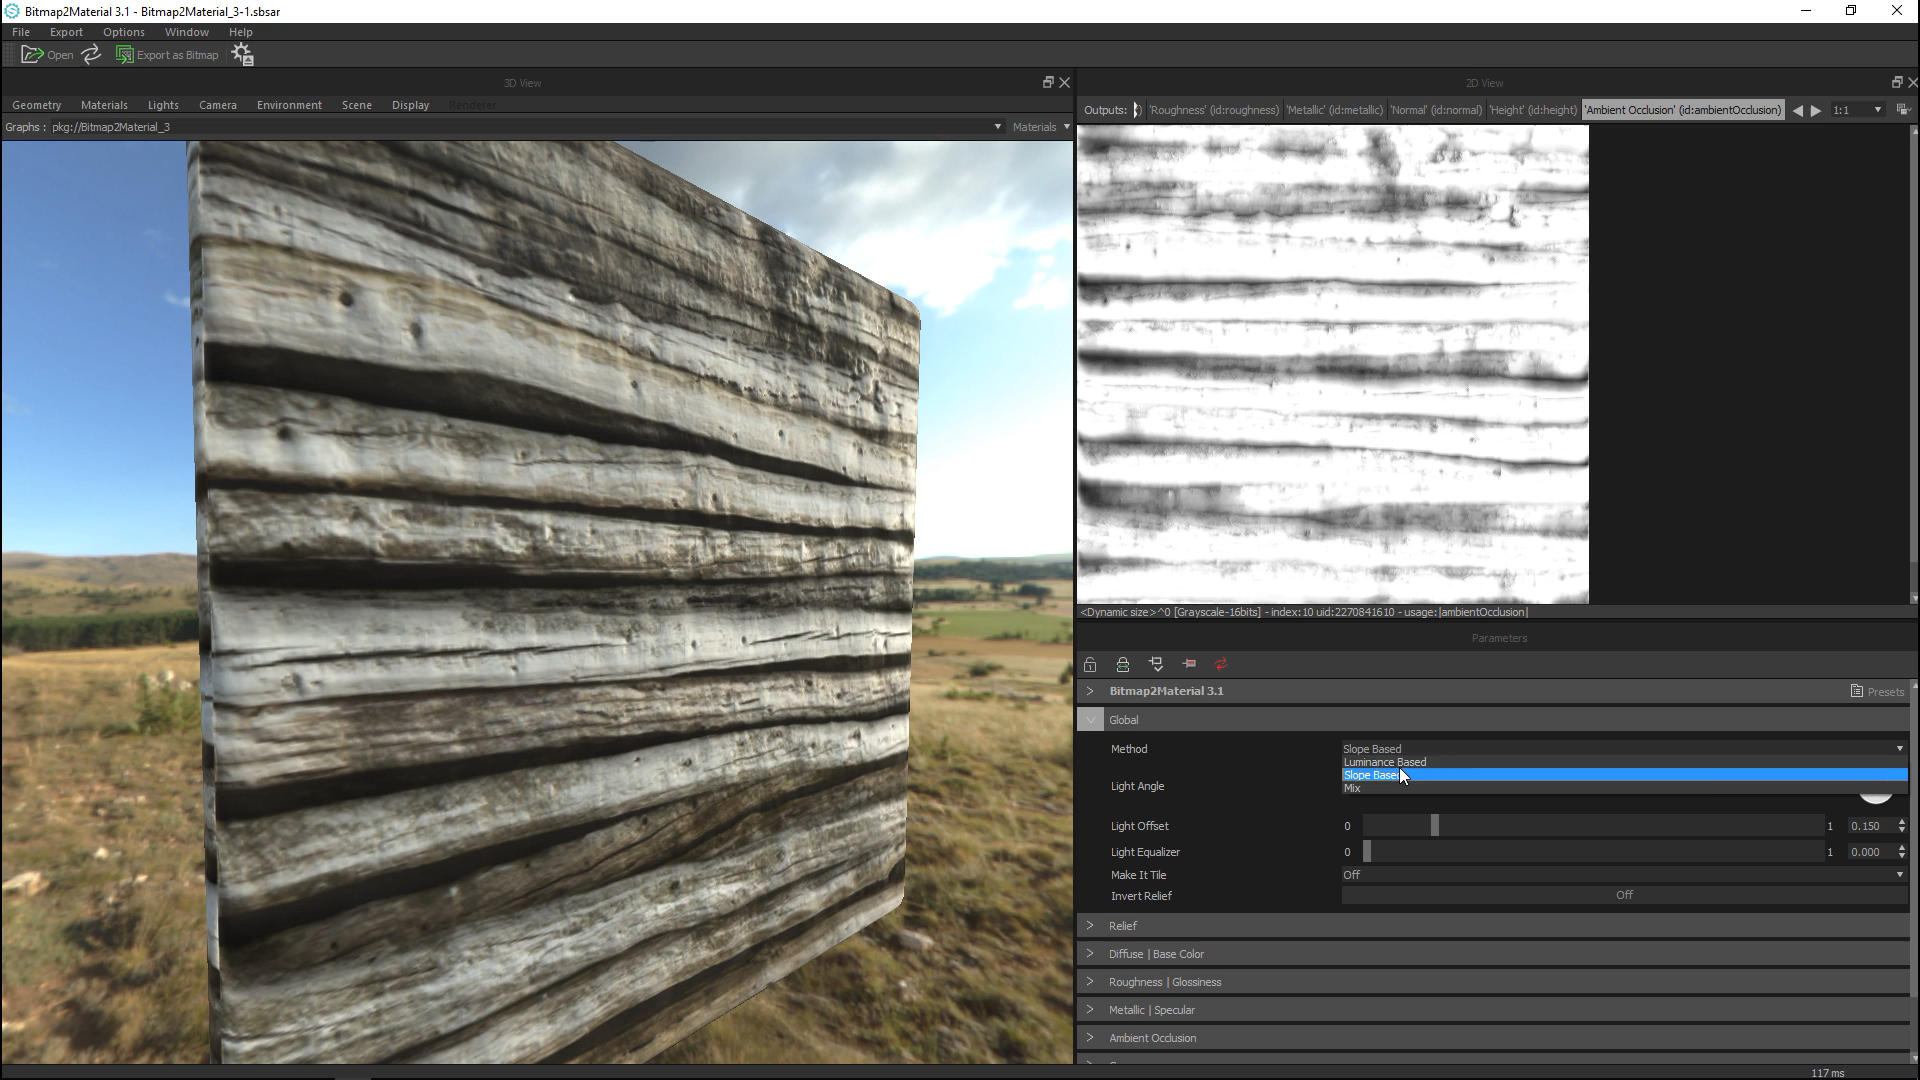 Bitmap2Material 3.1 - Bitmap2Material_3-1.sbsar
File Export Options Window Help
Open Export as Bitmap
3D View
Geometry Materials Lights Camera Environment Scene Display Renderer
Graphs : pkg://Bitmap2Material_3 Materials
2D View
Outputs: 'Roughness' (id:roughness) 'Metallic' (id:metallic) 'Normal' (id:normal) 'Height' (id:height) 'Ambient Occlusion' (id:ambientOcclusion) 1:1
<Dynamic size>^0 [Grayscale-16bits] - index:10 uid:2270841610 - usage:|ambientOcclusion|
Parameters
Bitmap2Material 3.1 Presets
Global
Method Slope Based
Luminance Based
Slope Based
Mix
Light Angle
Light Offset 0 1 0.150
Light Equalizer 0 1 0.000
Make It Tile Off
Invert Relief Off
Relief
Diffuse | Base Color
Roughness | Glossiness
Metallic | Specular
Ambient Occlusion
117 ms